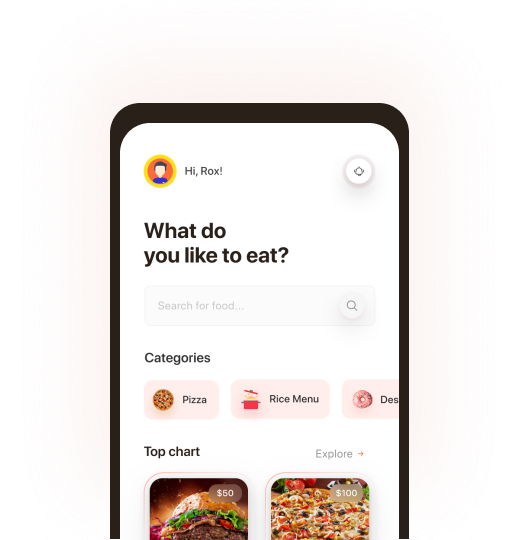 Hi, Rox!
What do
you like to eat?
Search for food...
Categories
Pizza
Rice Menu
Des
Top chart
Explore
$50
$100